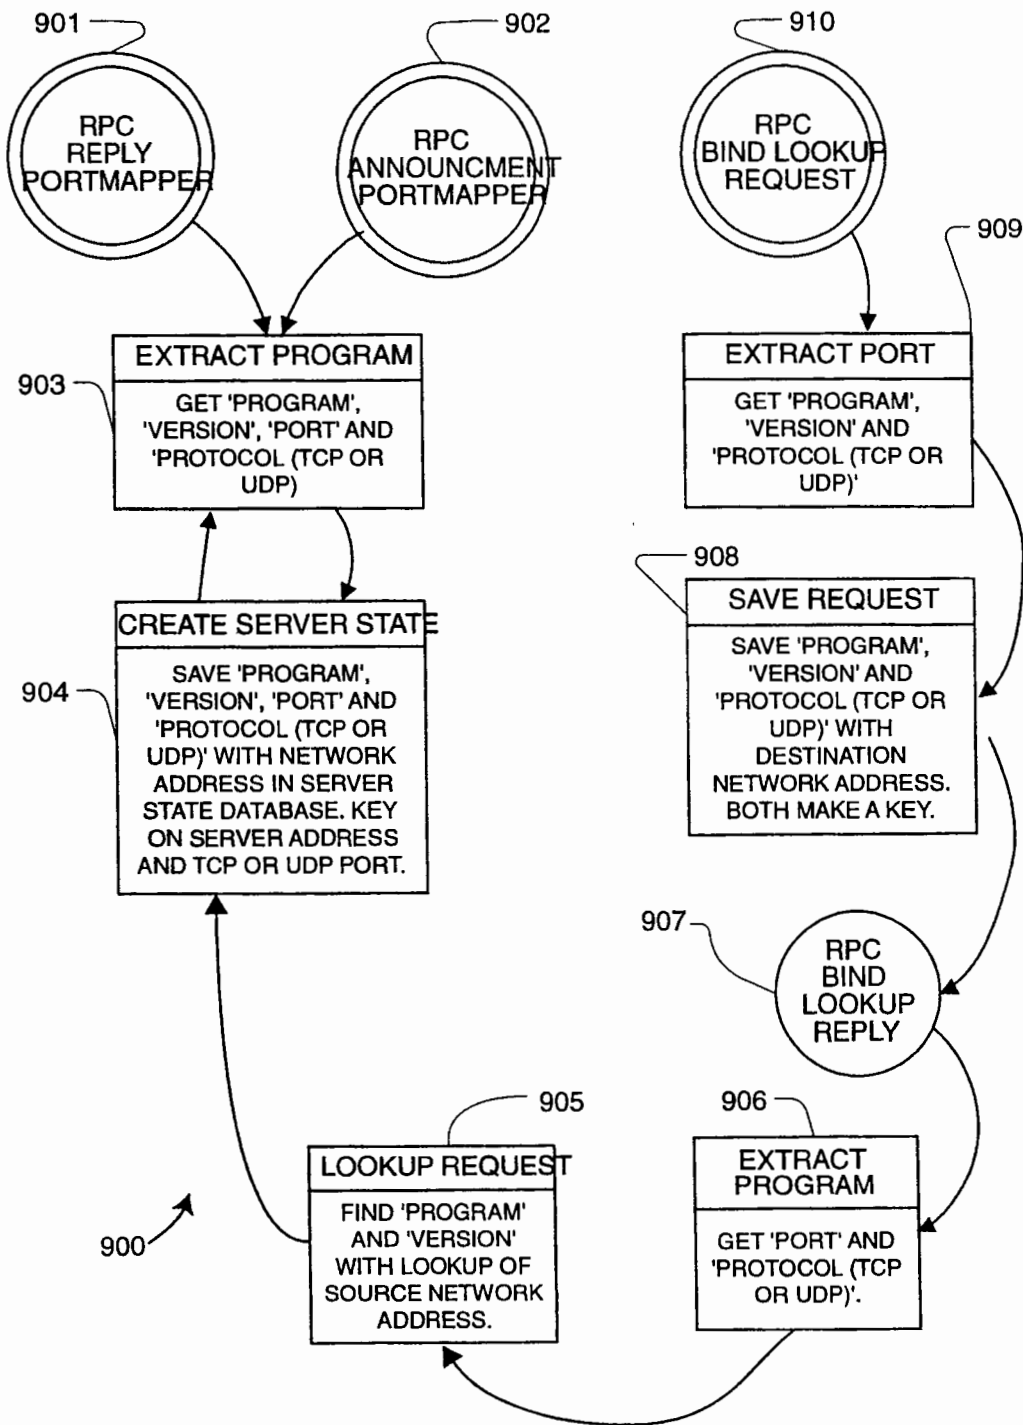 901
902
910
RPC
REPLY
PORTMAPPER
RPC
ANNOUNCMENT
PORTMAPPER
RPC
BIND LOOKUP
REQUEST
909
EXTRACT PROGRAM
903
GET 'PROGRAM',
'VERSION', 'PORT' AND
'PROTOCOL (TCP OR
UDP)
EXTRACT PORT
GET 'PROGRAM',
'VERSION' AND
'PROTOCOL (TCP OR
UDP)'
908
SAVE REQUEST
SAVE 'PROGRAM',
'VERSION' AND
'PROTOCOL (TCP OR
UDP)' WITH
DESTINATION
NETWORK ADDRESS.
BOTH MAKE A KEY.
CREATE SERVER STATE
904
SAVE 'PROGRAM',
'VERSION', 'PORT' AND
'PROTOCOL (TCP OR
UDP)' WITH NETWORK
ADDRESS IN SERVER
STATE DATABASE. KEY
ON SERVER ADDRESS
AND TCP OR UDP PORT.
907
RPC
BIND
LOOKUP
REPLY
905
906
LOOKUP REQUEST
FIND 'PROGRAM'
AND 'VERSION'
WITH LOOKUP OF
SOURCE NETWORK
ADDRESS.
EXTRACT
PROGRAM
GET 'PORT' AND
'PROTOCOL (TCP
OR UDP)'.
900